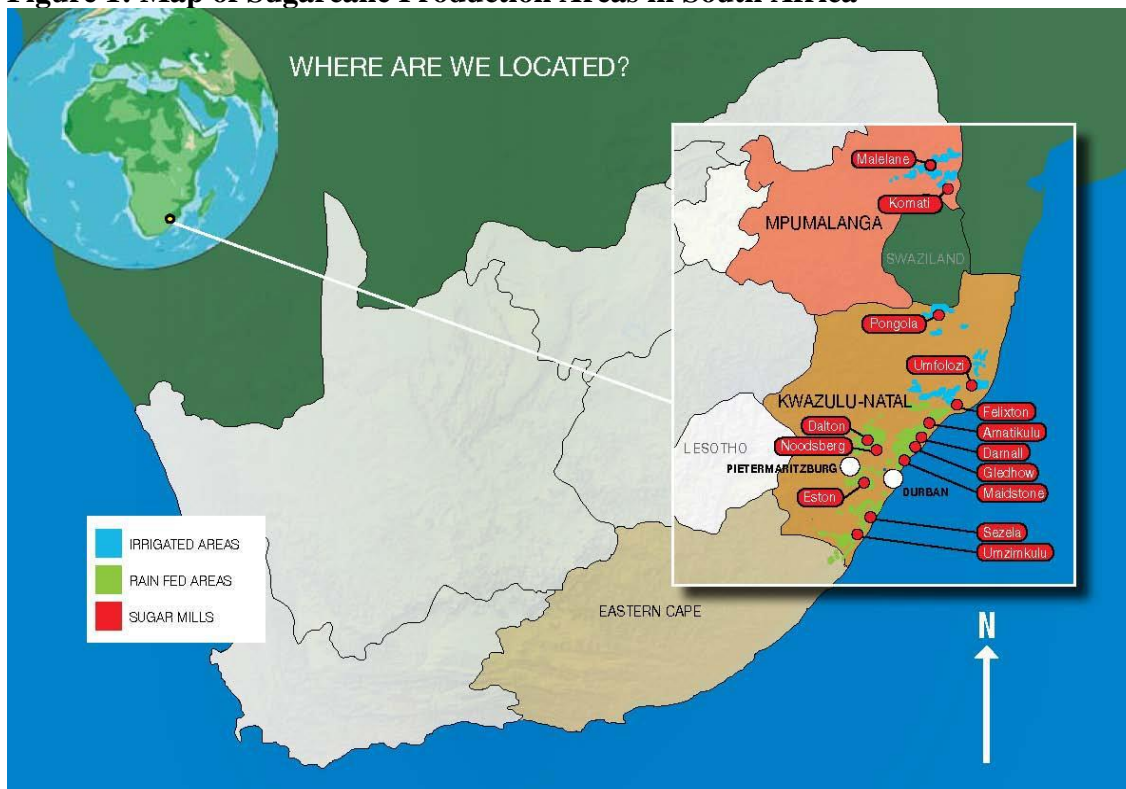 Figure 1: Map of Sugarcane Production Areas in South Africa
WHERE ARE WE LOCATED?
Malelane
Komati
MPUMALANGA
SWAZILAND
Pongola
Umfolozi
KWAZULU-NATAL
Felixton
Dalton
Amatikulu
Noodsberg
Darnall
LESOTHO
Gledhow
PIETERMARITZBURG
Maidstone
Eston
DURBAN
Sezela
Umzimkulu
IRRIGATED AREAS
RAIN FED AREAS
SUGAR MILLS
EASTERN CAPE
N